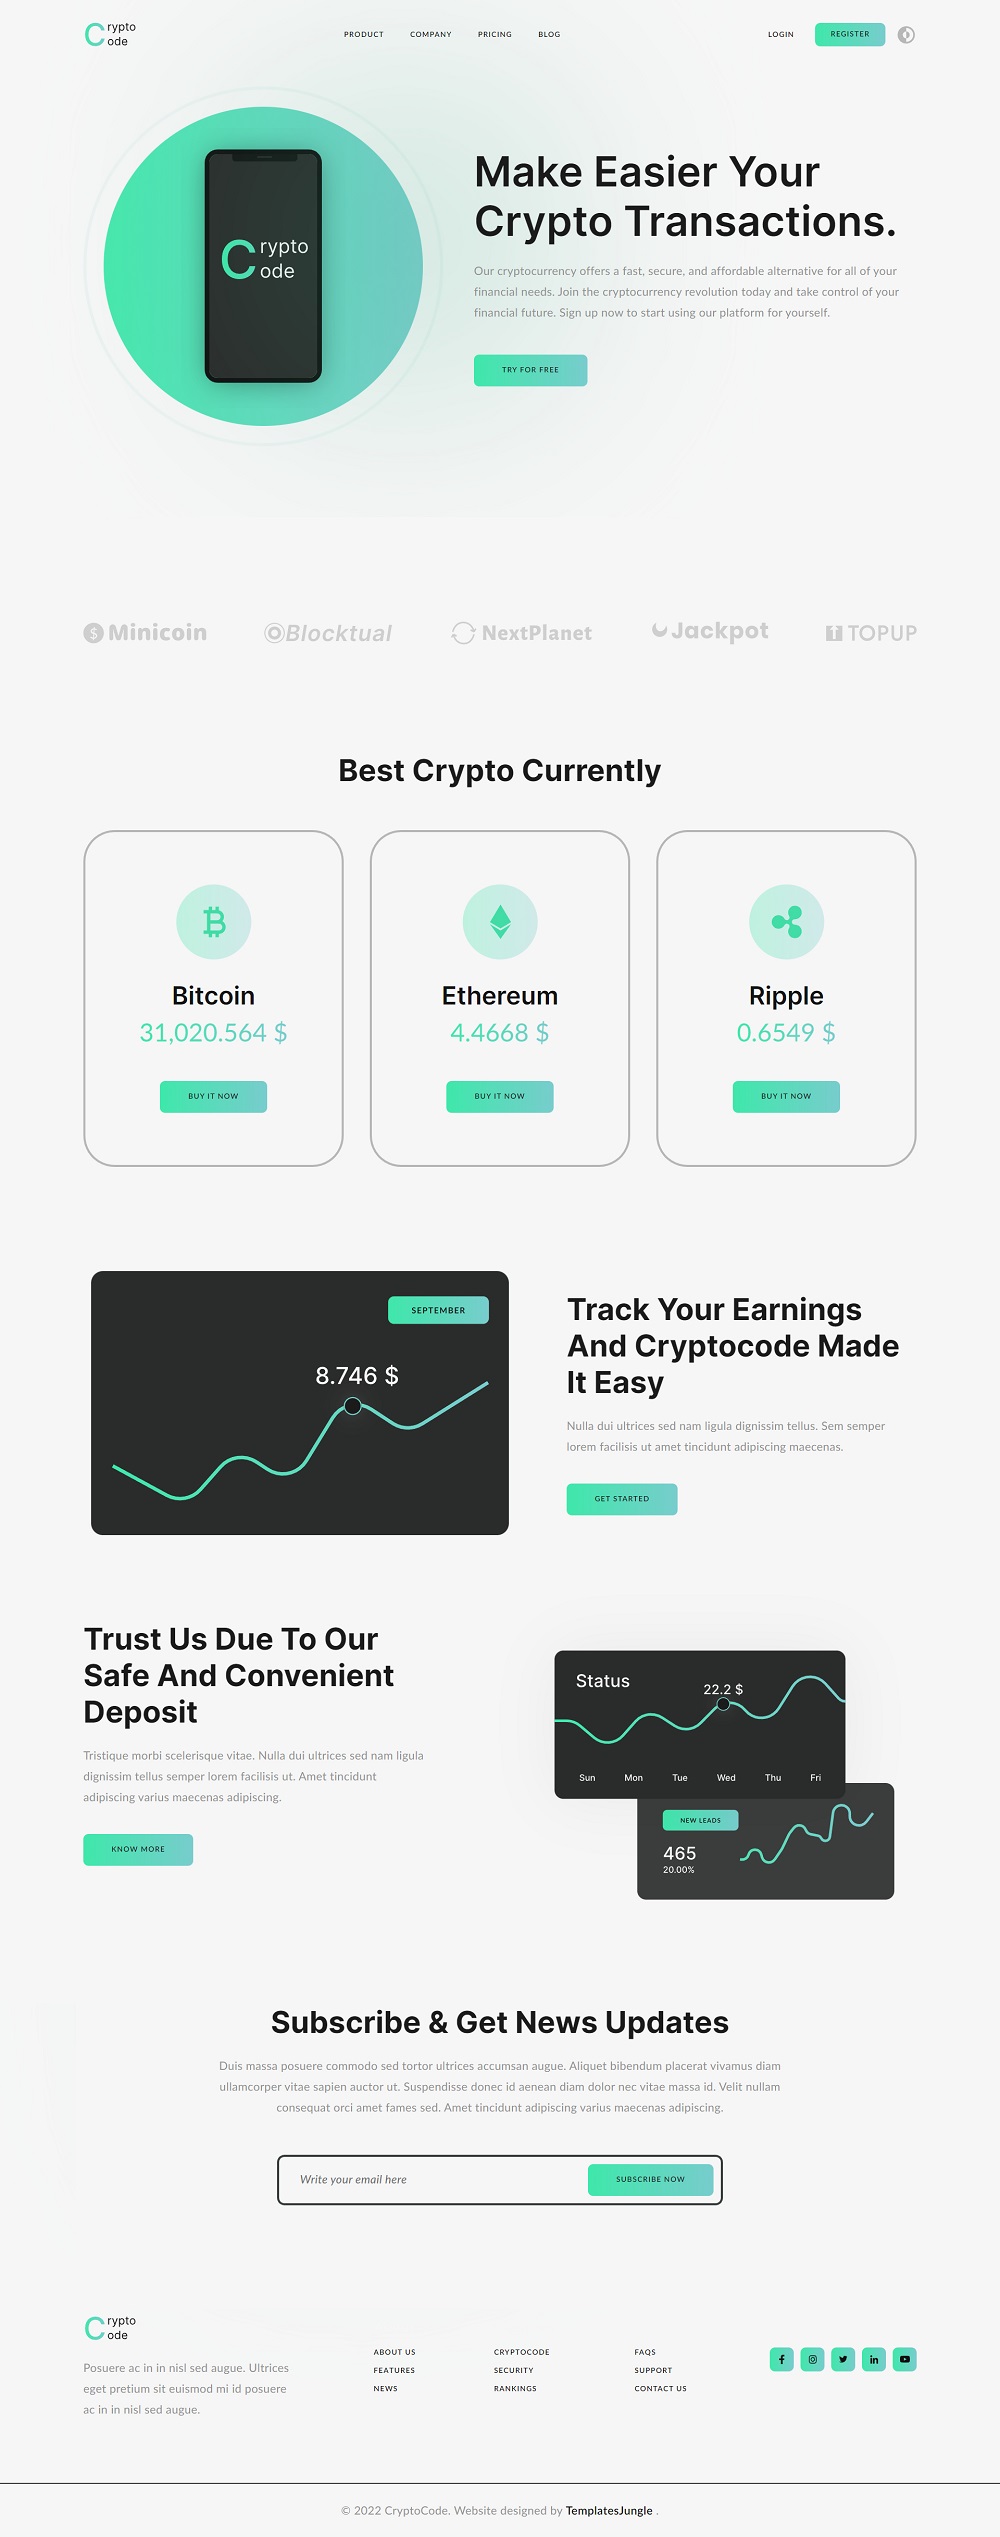 Crypto
Code
PRODUCT COMPANY PRICING BLOG
LOGIN REGISTER
Crypto
Code
Make Easier Your
Crypto Transactions.
Our cryptocurrency offers a fast, secure, and affordable alternative for all of your
financial needs. Join the cryptocurrency revolution today and take control of your
financial future. Sign up now to start using our platform for yourself.
TRY FOR FREE
Minicoin Blocktual NextPlanet Jackpot TOPUP
Best Crypto Currently
Bitcoin
31,020.564 $
BUY IT NOW
Ethereum
4.4668 $
BUY IT NOW
Ripple
0.6549 $
BUY IT NOW
SEPTEMBER
8.746 $
Track Your Earnings
And Cryptocode Made
It Easy
Nulla dui ultrices sed nam ligula dignissim tellus. Sem semper
lorem facilisis ut amet tincidunt adipiscing maecenas.
GET STARTED
Trust Us Due To Our
Safe And Convenient
Deposit
Tristique morbi scelerisque vitae. Nulla dui ultrices sed nam ligula
dignissim tellus semper lorem facilisis ut. Amet tincidunt
adipiscing varius maecenas adipiscing.
KNOW MORE
Status
22.2 $
Sun Mon Tue Wed Thu Fri
NEW LEADS
465
20.00%
Subscribe & Get News Updates
Duis massa posuere commodo sed tortor ultrices accumsan augue. Aliquet bibendum placerat vivamus diam
ullamcorper vitae sapien auctor ut. Suspendisse donec id aenean diam dolor nec vitae massa id. Velit nullam
consequat orci amet fames sed. Amet tincidunt adipiscing varius maecenas adipiscing.
Write your email here
SUBSCRIBE NOW
Crypto
Code
Posuere ac in in nisl sed augue. Ultrices
eget pretium sit euismod mi id posuere
ac in in nisl sed augue.
ABOUT US
FEATURES
NEWS
CRYPTOCODE
SECURITY
RANKINGS
FAQS
SUPPORT
CONTACT US
© 2022 CryptoCode. Website designed by TemplatesJungle .